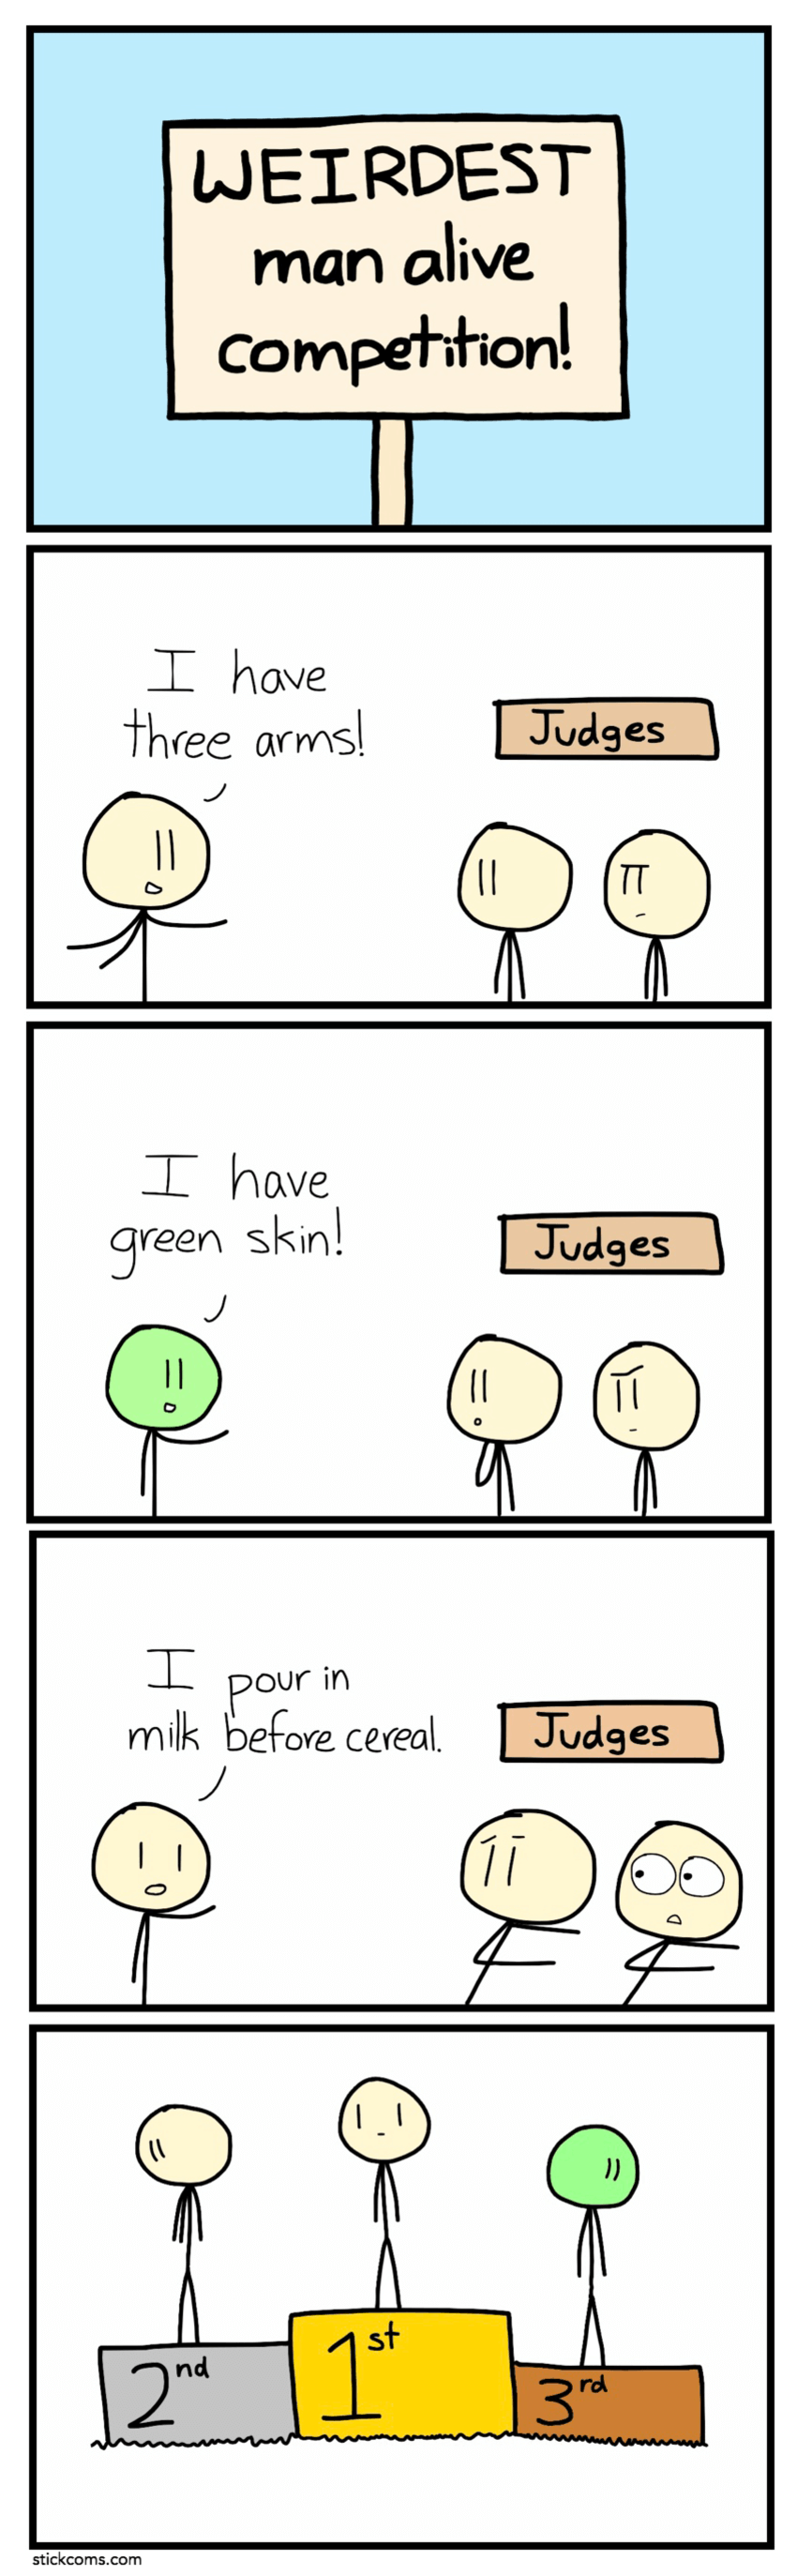 WEIRDEST
man alive
competition!
I have
three arms!
Judges
I have
green skin!
Judges
I pour in
milk before cereal.
Judges
2nd
1st
3rd
stickcoms.com